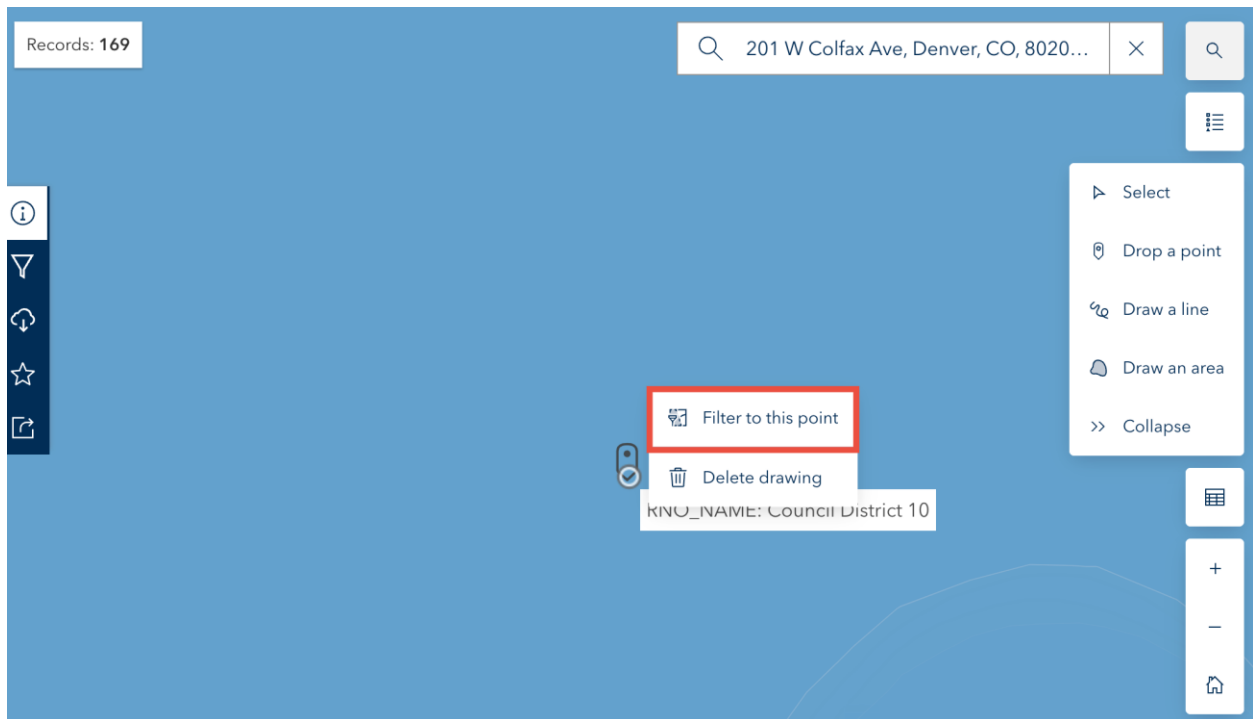 Records: 169
201 W Colfax Ave, Denver, CO, 8020...
Select
Drop a point
Draw a line
Draw an area
Collapse
Filter to this point
Delete drawing
RNO_NAME: Council District 10
+
−